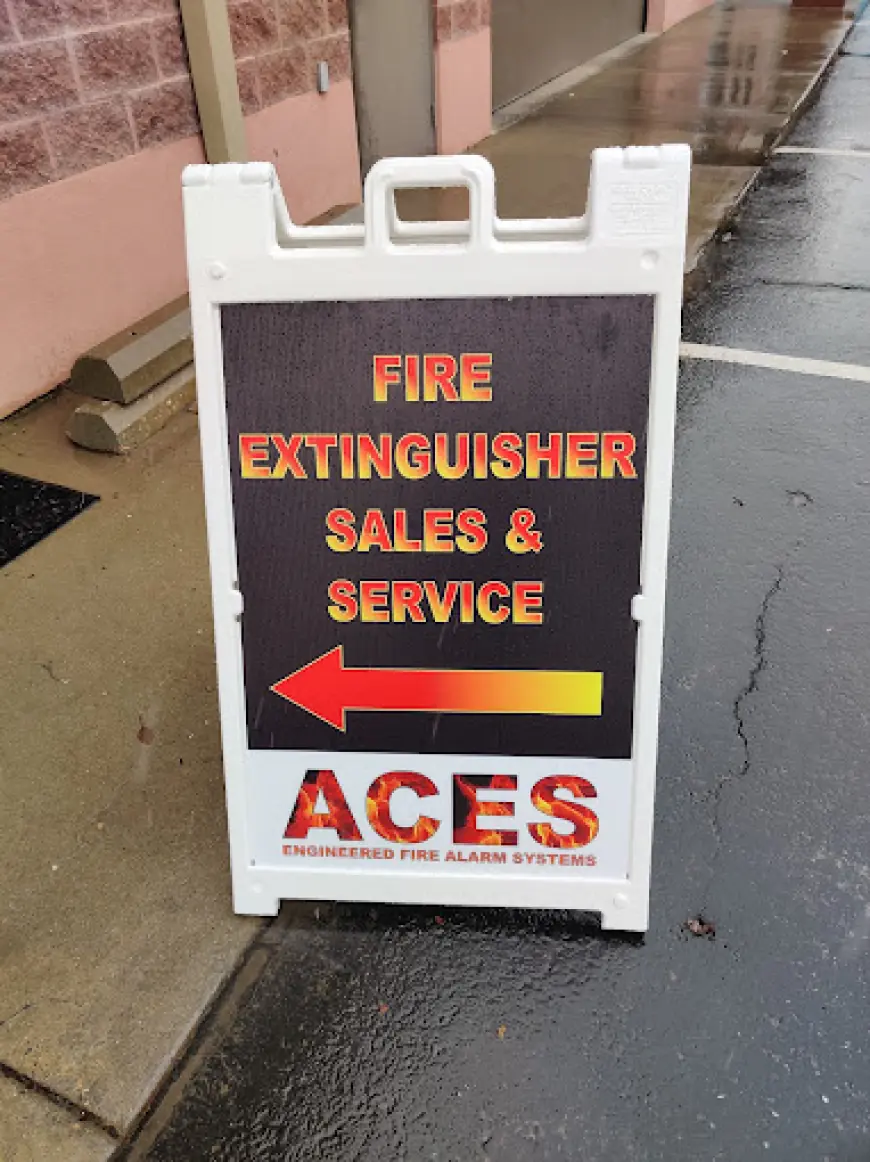 FIRE
EXTINGUISHER
SALES &
SERVICE
ACES
ENGINEERED FIRE ALARM SYSTEMS